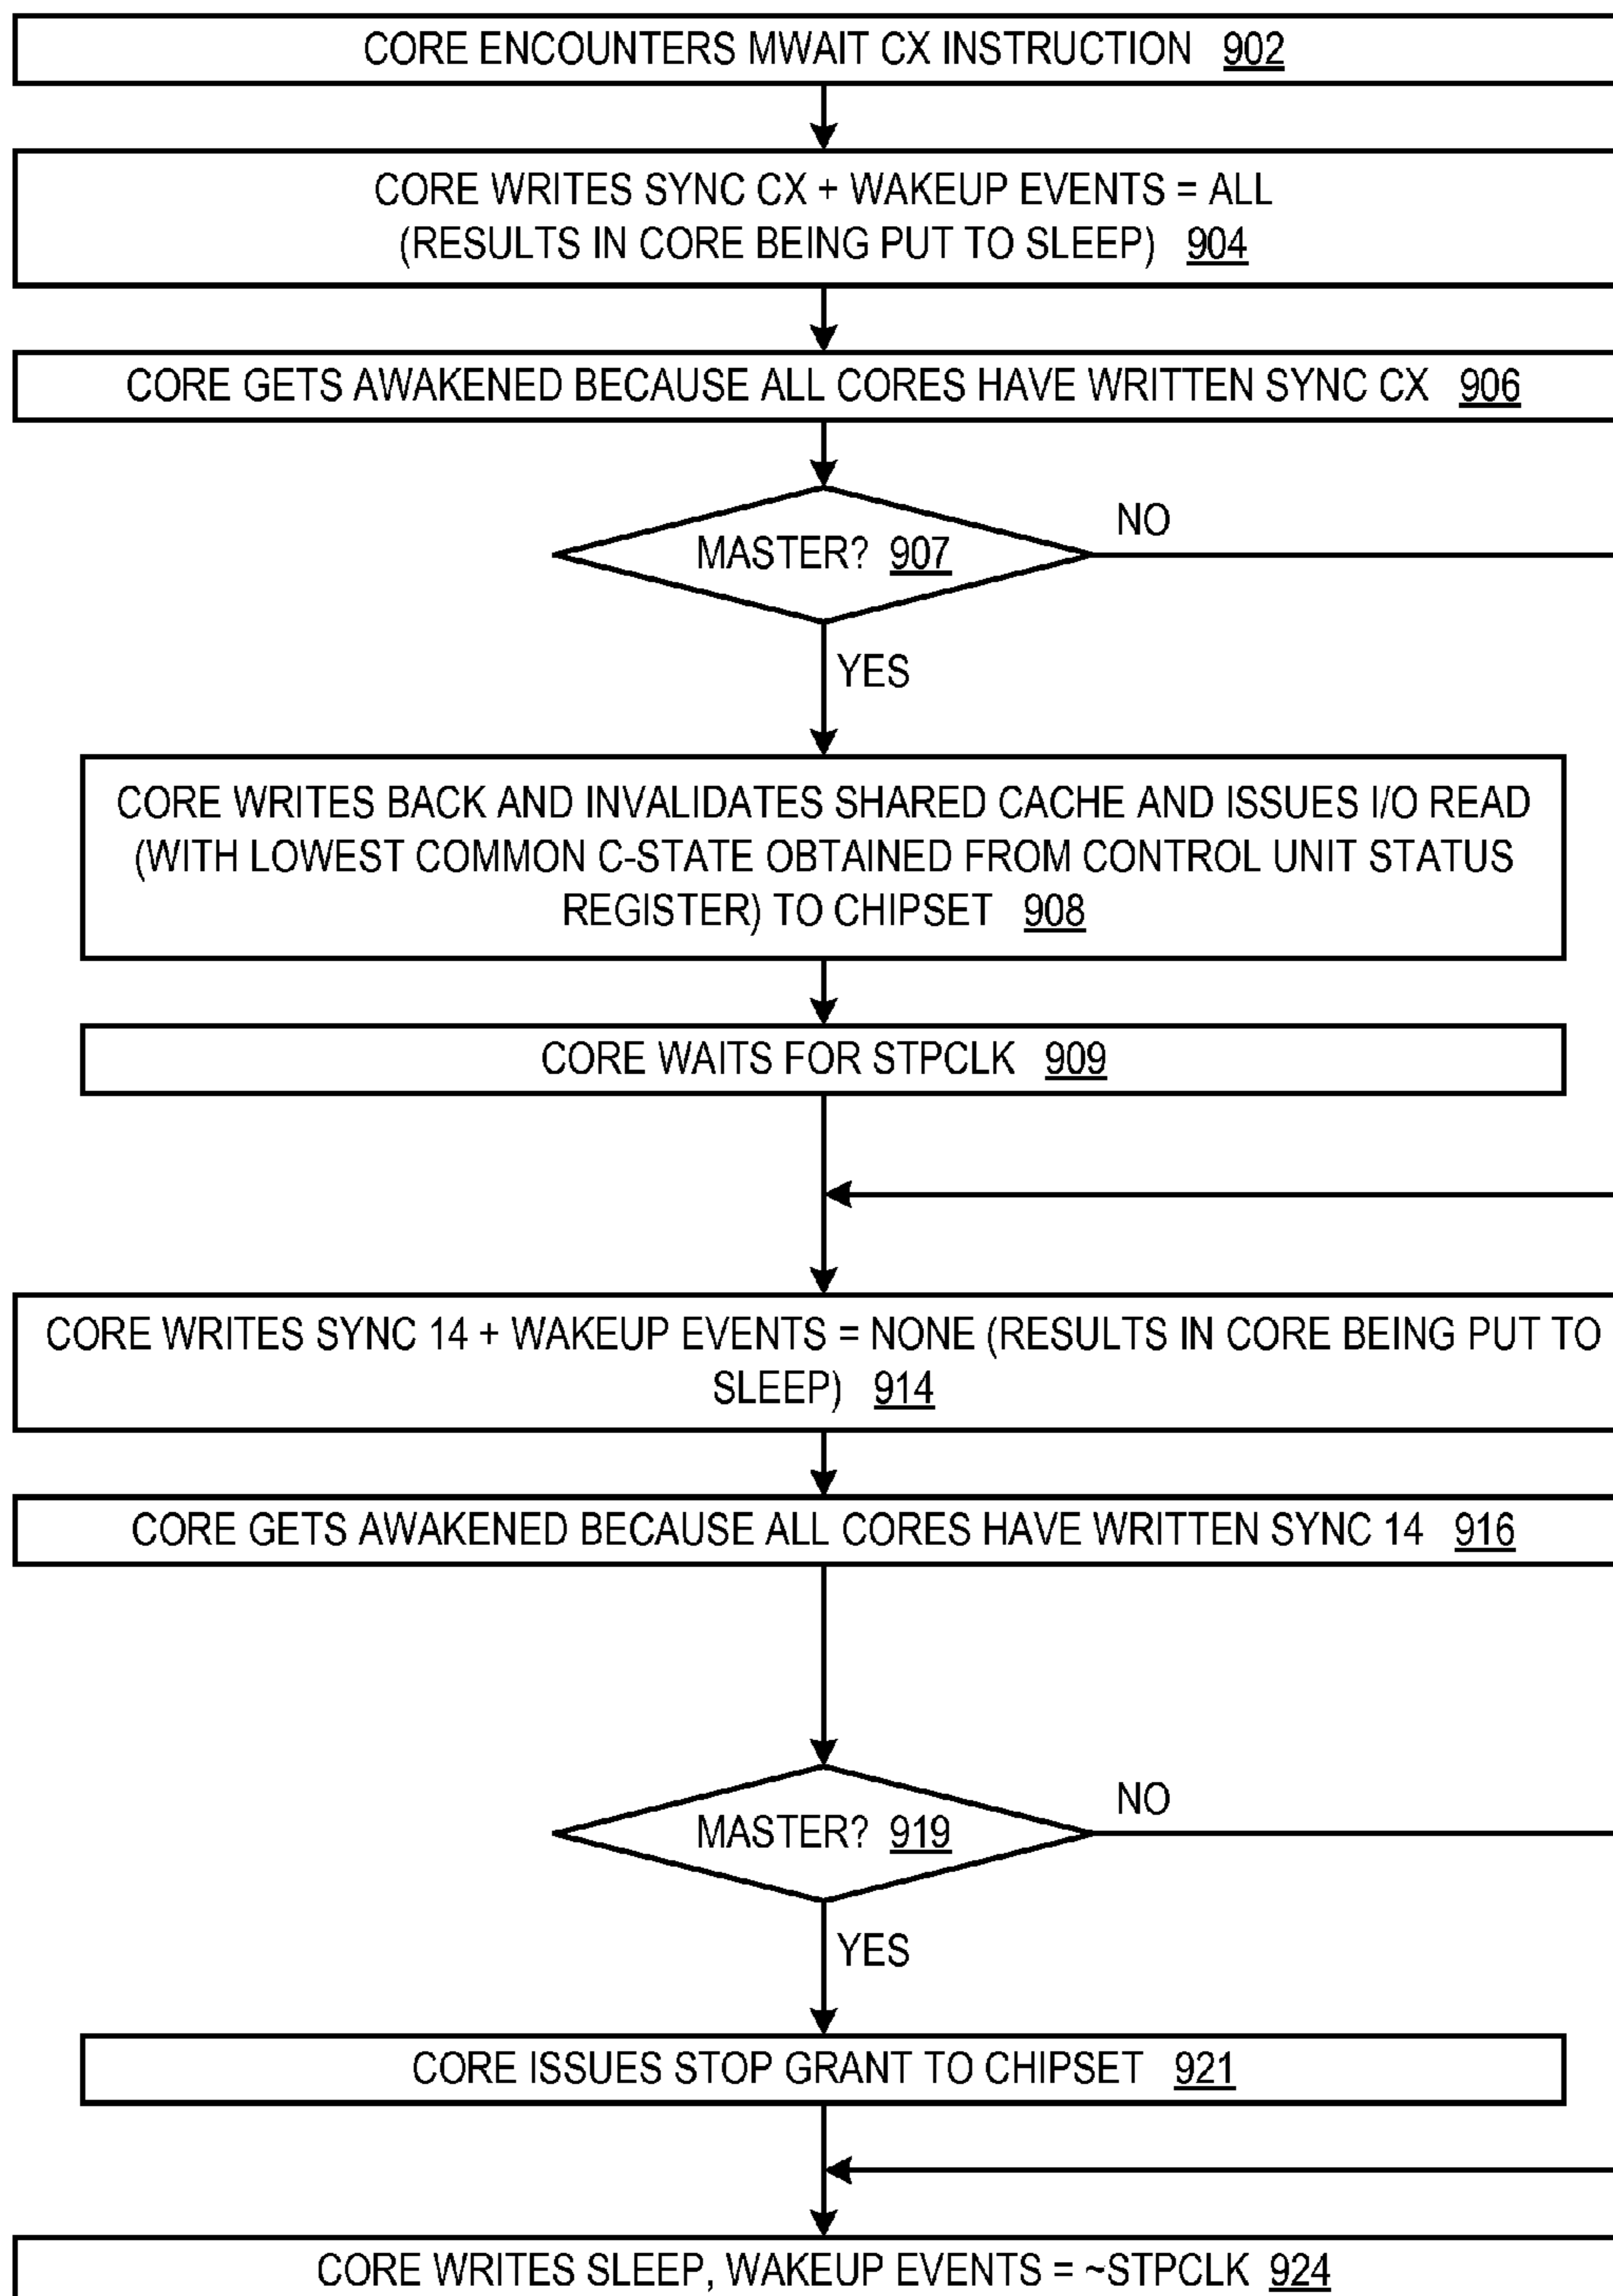 CORE ENCOUNTERS MWAIT CX INSTRUCTION 902
CORE WRITES SYNC CX + WAKEUP EVENTS = ALL
(RESULTS IN CORE BEING PUT TO SLEEP) 904
CORE GETS AWAKENED BECAUSE ALL CORES HAVE WRITTEN SYNC CX 906
NO
MASTER? 907
YES
CORE WRITES BACK AND INVALIDATES SHARED CACHE AND ISSUES I/O READ
(WITH LOWEST COMMON C-STATE OBTAINED FROM CONTROL UNIT STATUS
REGISTER) TO CHIPSET 908
CORE WAITS FOR STPCLK 909
CORE WRITES SYNC 14 + WAKEUP EVENTS = NONE (RESULTS IN CORE BEING PUT TO
SLEEP) 914
CORE GETS AWAKENED BECAUSE ALL CORES HAVE WRITTEN SYNC 14 916
NO
MASTER? 919
YES
CORE ISSUES STOP GRANT TO CHIPSET 921
CORE WRITES SLEEP, WAKEUP EVENTS = ~STPCLK 924